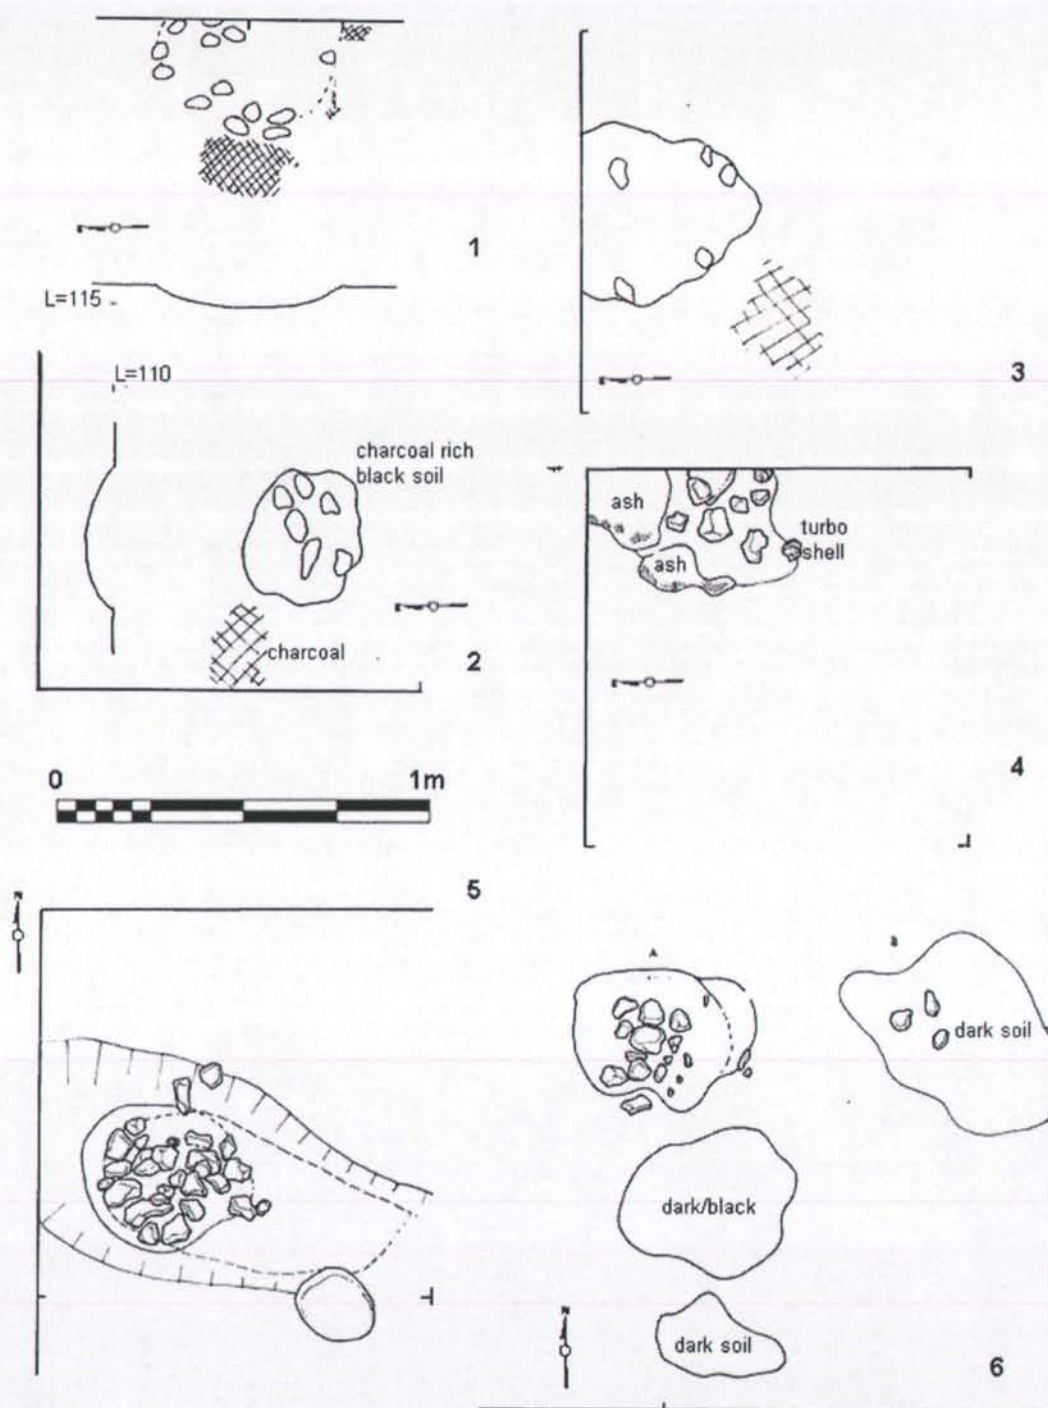 1
L=115
3
L=110
charcoal rich
black soil
ash
ash
turbo
shell
charcoal
2
4
0 1m
5
N
A
B
dark soil
dark/black
N
dark soil
6